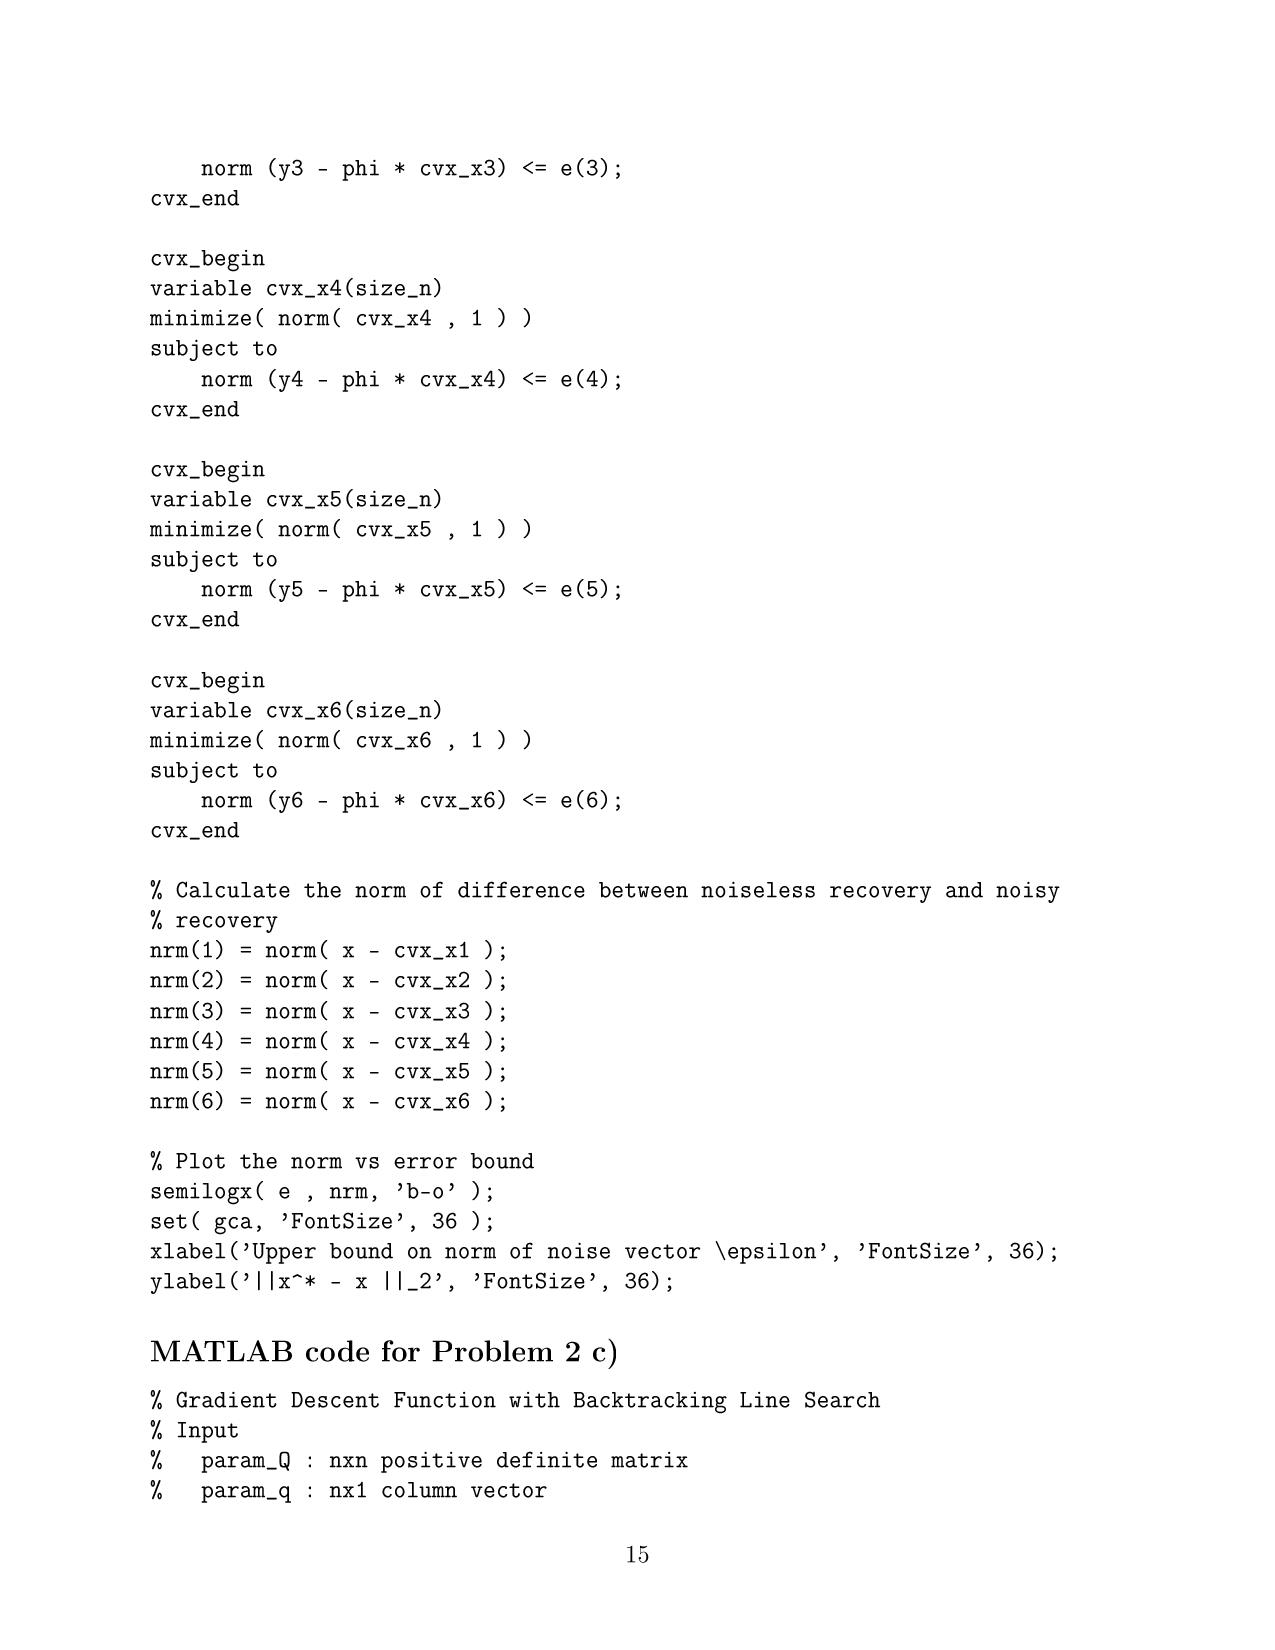 norm (y3 - phi * cvx_x3) <= e(3);
cvx_end

cvx_begin
variable cvx_x4(size_n)
minimize( norm( cvx_x4 , 1 ) )
subject to
    norm (y4 - phi * cvx_x4) <= e(4);
cvx_end

cvx_begin
variable cvx_x5(size_n)
minimize( norm( cvx_x5 , 1 ) )
subject to
    norm (y5 - phi * cvx_x5) <= e(5);
cvx_end

cvx_begin
variable cvx_x6(size_n)
minimize( norm( cvx_x6 , 1 ) )
subject to
    norm (y6 - phi * cvx_x6) <= e(6);
cvx_end

% Calculate the norm of difference between noiseless recovery and noisy
% recovery
nrm(1) = norm( x - cvx_x1 );
nrm(2) = norm( x - cvx_x2 );
nrm(3) = norm( x - cvx_x3 );
nrm(4) = norm( x - cvx_x4 );
nrm(5) = norm( x - cvx_x5 );
nrm(6) = norm( x - cvx_x6 );

% Plot the norm vs error bound
semilogx( e , nrm, ’b-o’ );
set( gca, ’FontSize’, 36 );
xlabel(’Upper bound on norm of noise vector \epsilon’, ’FontSize’, 36);
ylabel(’||x^* - x ||_2’, ’FontSize’, 36);

MATLAB code for Problem 2 c)
% Gradient Descent Function with Backtracking Line Search
% Input
%   param_Q : nxn positive definite matrix
%   param_q : nx1 column vector
15